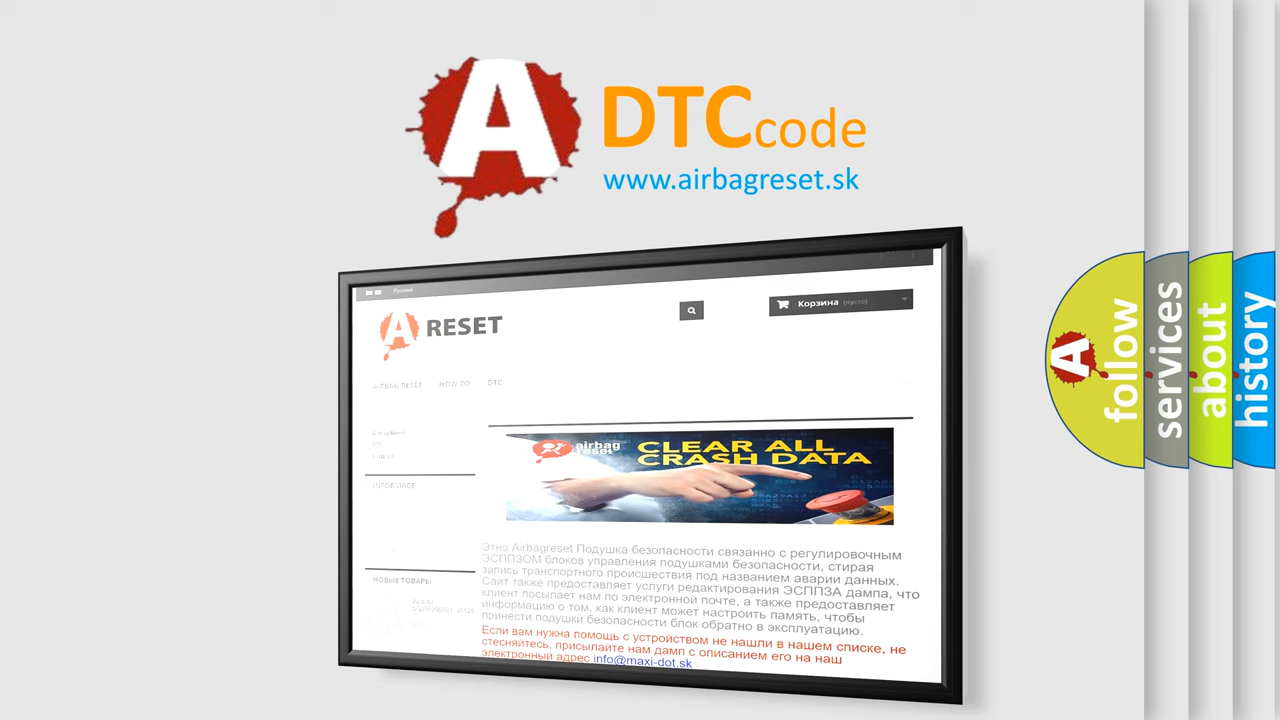 A
DTC code
www.airbagreset.sk
Русский
A RESET
Корзина (пусто)
AIRBAG RESET HOW TO DTC
INFORMACE
НОВЫЕ ТОВАРЫ
airbag
reset
CLEAR ALL
CRASH DATA
Этно Airbagreset Подушка безопасности связанно с регулировочным
ЭСППЗОМ блоков управления подушками безопасности, стирая
запись транспортного происшествия под названием аварии данных.
Сайт также предоставляет услуги редактирования ЭСППЗА дампа, что
клиент посылает нам по электронной почте, а также предоставляет
информацию о том, как клиент может настроить память, чтобы
принести подушки безопасности блок обратно в эксплуатацию.
Если вам нужна помощь с устройством не нашли в нашем списке, не
стесняйтесь, присылайте нам дамп с описанием его на наш
электронный адрес info@maxi-dot.sk
A
follow
services
about
history